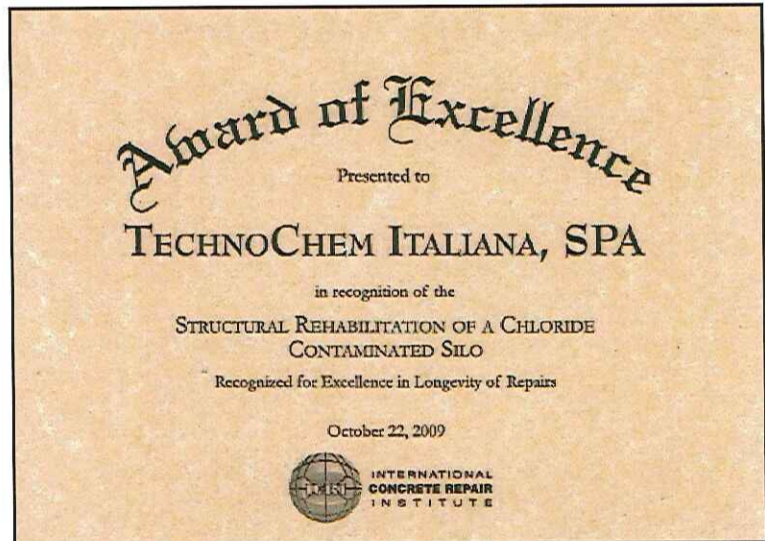 Award of Excellence
Presented to
TECHNOCHEM ITALIANA, SPA
in recognition of the
STRUCTURAL REHABILITATION OF A CHLORIDE
CONTAMINATED SILO
Recognized for Excellence in Longevity of Repairs
October 22, 2009
ICRI
INTERNATIONAL
CONCRETE REPAIR
INSTITUTE